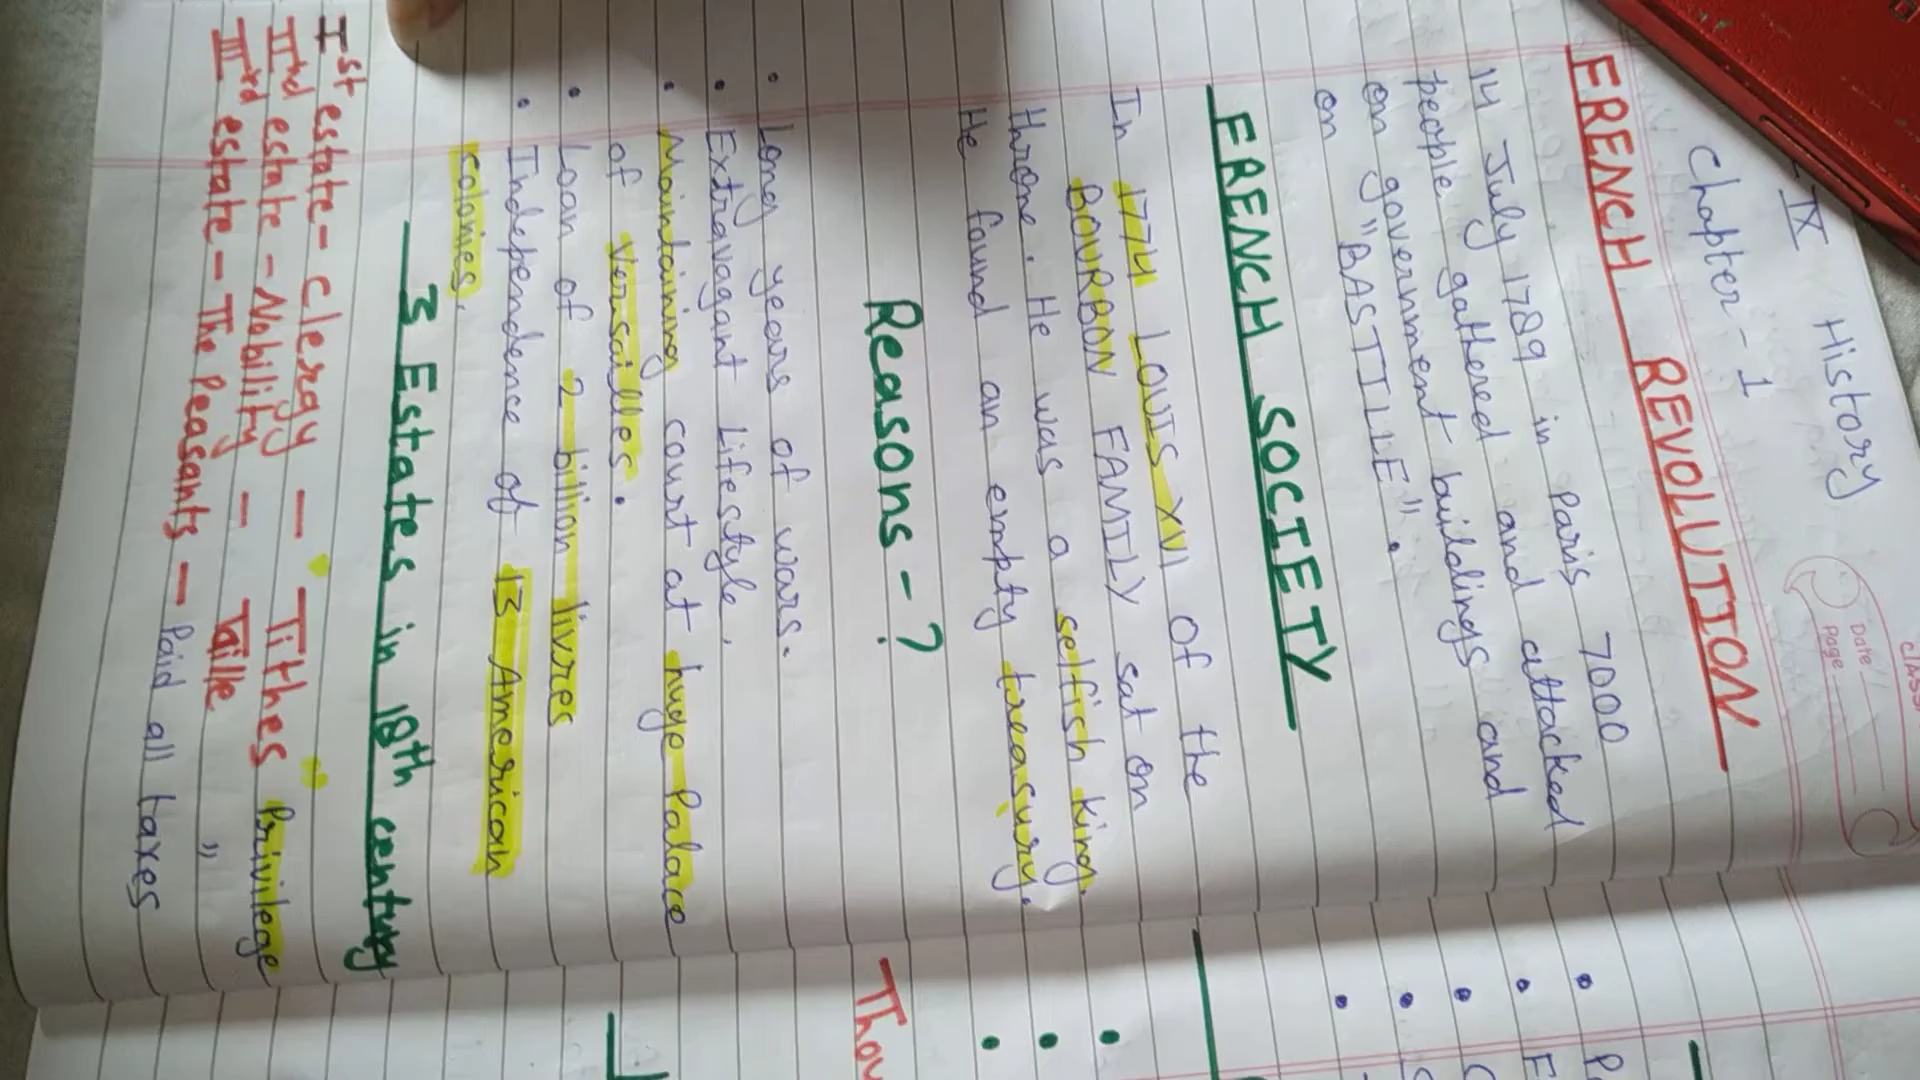 CLASS
IX History
Chapter - 1
Date
Page
FRENCH REVOLUTION
14 July 1789 in Paris 7000
people gathered and attacked
on government buildings and
on "BASTILLE".
FRENCH SOCIETY
In 1774 LOUIS XVI of the
BOURBON FAMILY sat on
throne. He was a selfish king.
He found an empty treasury.
Reasons - ?
• Long years of wars.
• Extravagant Lifestyle.
• Maintaining court at huge Palace
of Versailles.
• Loan of 2 billion livres
• Independence of 13 American
colonies.
3 Estates in 18th century
Ist estate - Clergy - Tithes Privilege
IInd estate - Nobility - Taille "
IIIrd estate - The Peasants - Paid all taxes
Thou